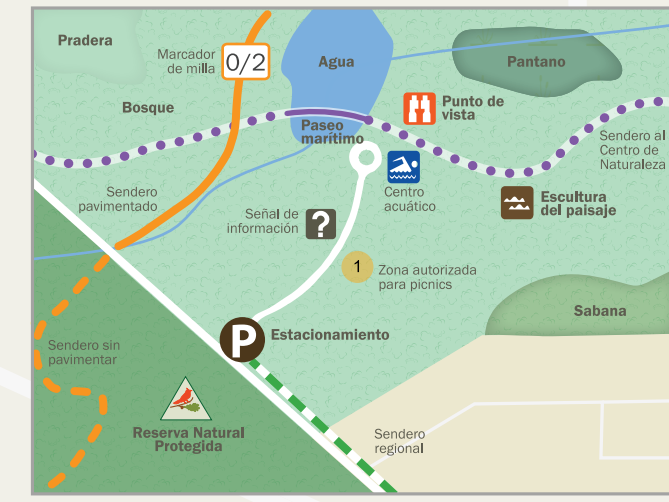 Pradera
Marcador
de milla
0/2
Agua
Pantano
Bosque
Punto de
vista
Paseo
marítimo
Sendero al
Centro de
Naturaleza
Sendero
pavimentado
Centro
acuático
Escultura
del paisaje
Señal de
información
?
1
Zona autorizada
para picnics
Sabana
P
Estacionamiento
Sendero sin
pavimentar
Reserva Natural
Protegida
Sendero
regional